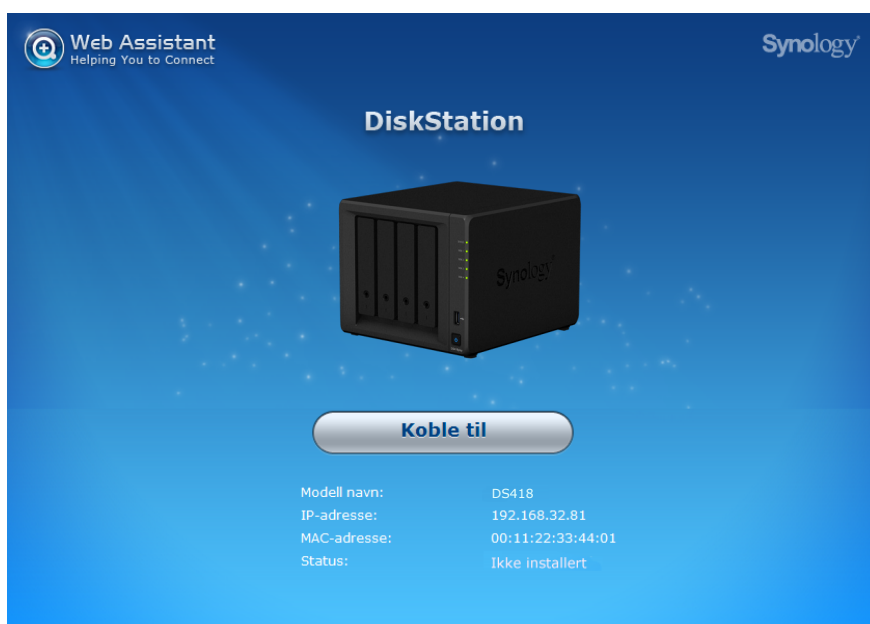 Web Assistant
Helping You to Connect
Synology
DiskStation
Synology
Koble til
Modell navn: DS418
IP-adresse: 192.168.32.81
MAC-adresse: 00:11:22:33:44:01
Status: Ikke installert